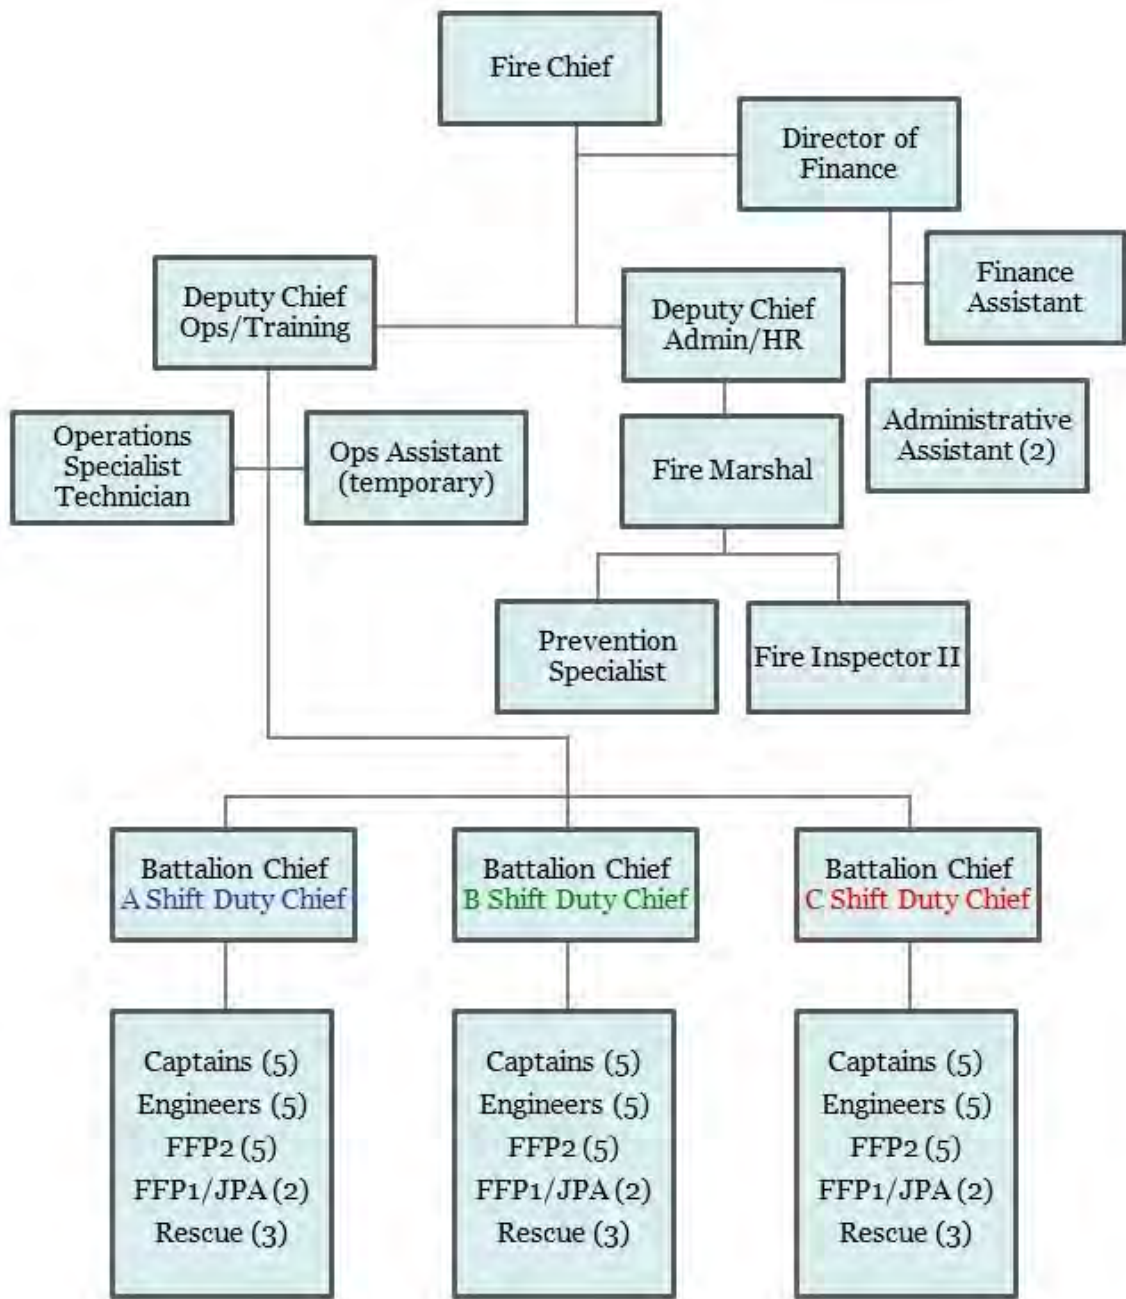 Fire Chief
Director of
Finance
Finance
Assistant
Administrative
Assistant (2)
Deputy Chief
Ops/Training
Deputy Chief
Admin/HR
Operations
Specialist
Technician
Ops Assistant
(temporary)
Fire Marshal
Prevention
Specialist
Fire Inspector II
Battalion Chief
A Shift Duty Chief
Battalion Chief
B Shift Duty Chief
Battalion Chief
C Shift Duty Chief
Captains (5)
Engineers (5)
FFP2 (5)
FFP1/JPA (2)
Rescue (3)
Captains (5)
Engineers (5)
FFP2 (5)
FFP1/JPA (2)
Rescue (3)
Captains (5)
Engineers (5)
FFP2 (5)
FFP1/JPA (2)
Rescue (3)